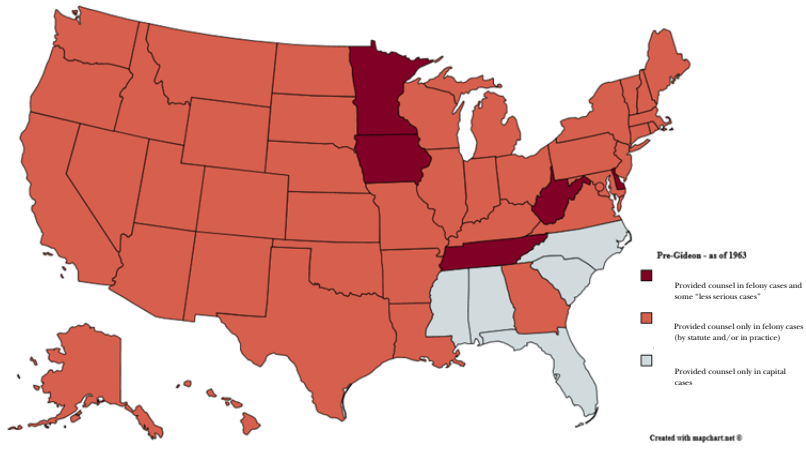 Pre-Gideon - as of 1963
Provided counsel in felony cases and
some “less serious cases”
Provided counsel only in felony cases
(by statute and/or in practice)
Provided counsel only in capital
cases
Created with mapchart.net ©